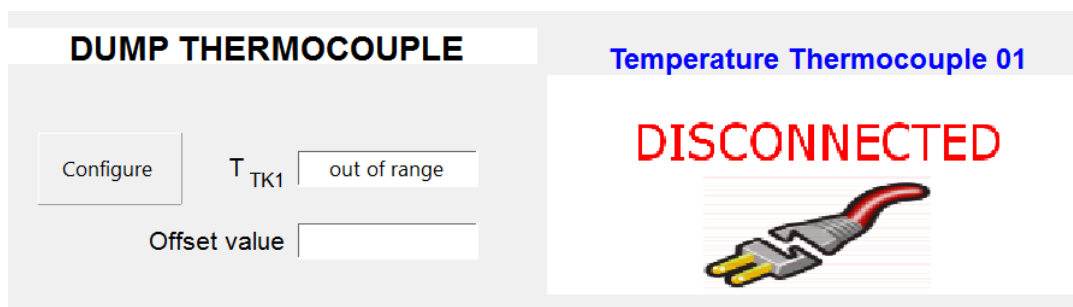 DUMP THERMOCOUPLE
Temperature Thermocouple 01
DISCONNECTED
Configure
T TK1 out of range
Offset value